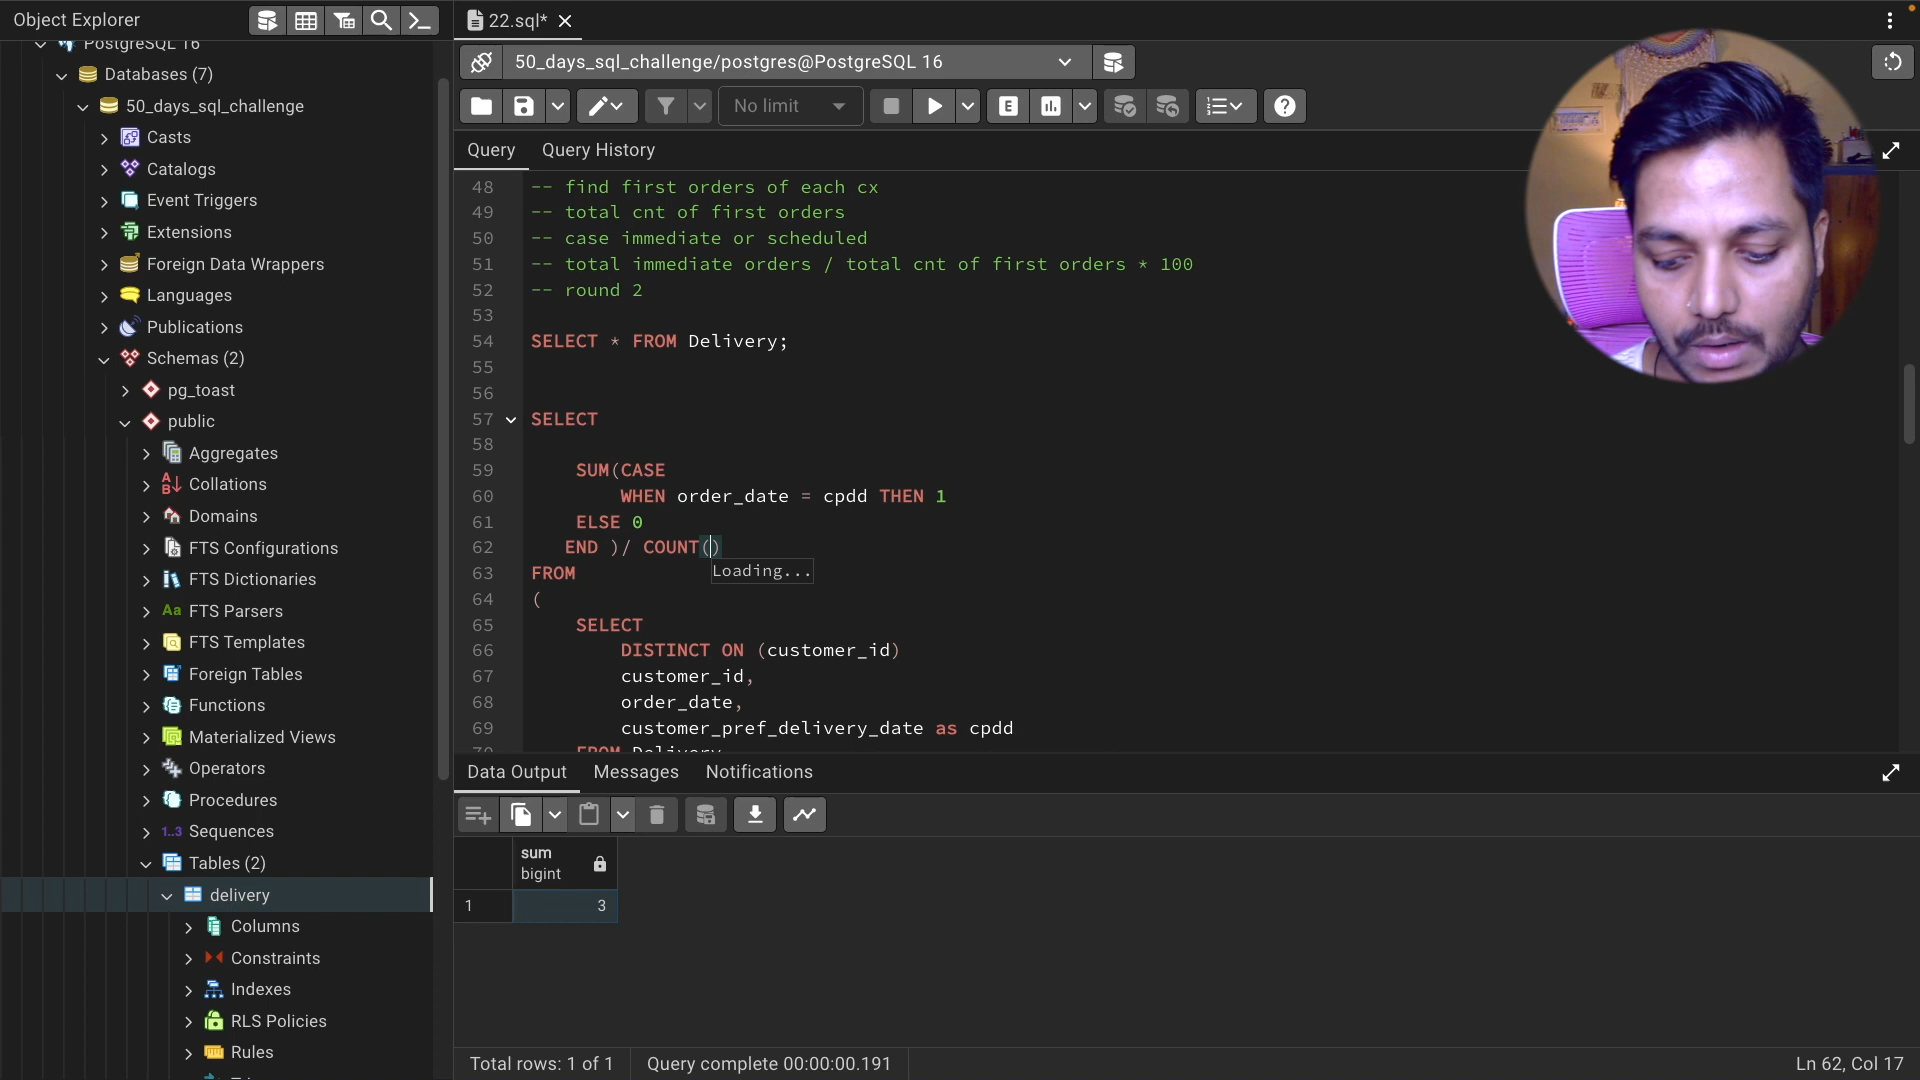 Object Explorer
22.sql*
PostgreSQL 16
Databases (7)
50_days_sql_challenge
Casts
Catalogs
Event Triggers
Extensions
Foreign Data Wrappers
Languages
Publications
Schemas (2)
pg_toast
public
Aggregates
Collations
Domains
FTS Configurations
FTS Dictionaries
Aa FTS Parsers
FTS Templates
Foreign Tables
Functions
Materialized Views
Operators
Procedures
1..3 Sequences
Tables (2)
delivery
Columns
Constraints
Indexes
RLS Policies
Rules
50_days_sql_challenge/postgres@PostgreSQL 16
No limit
E
Query Query History
48 -- find first orders of each cx
49 -- total cnt of first orders
50 -- case immediate or scheduled
51 -- total immediate orders / total cnt of first orders * 100
52 -- round 2
53
54 SELECT * FROM Delivery;
55
56
57 SELECT
58
59 SUM(CASE
60 WHEN order_date = cpdd THEN 1
61 ELSE 0
62 END )/ COUNT()
Loading...
63 FROM
64 (
65 SELECT
66 DISTINCT ON (customer_id)
67 customer_id,
68 order_date,
69 customer_pref_delivery_date as cpdd
70 FROM Delivery
Data Output Messages Notifications
sum
bigint
1 3
Total rows: 1 of 1 Query complete 00:00:00.191 Ln 62, Col 17